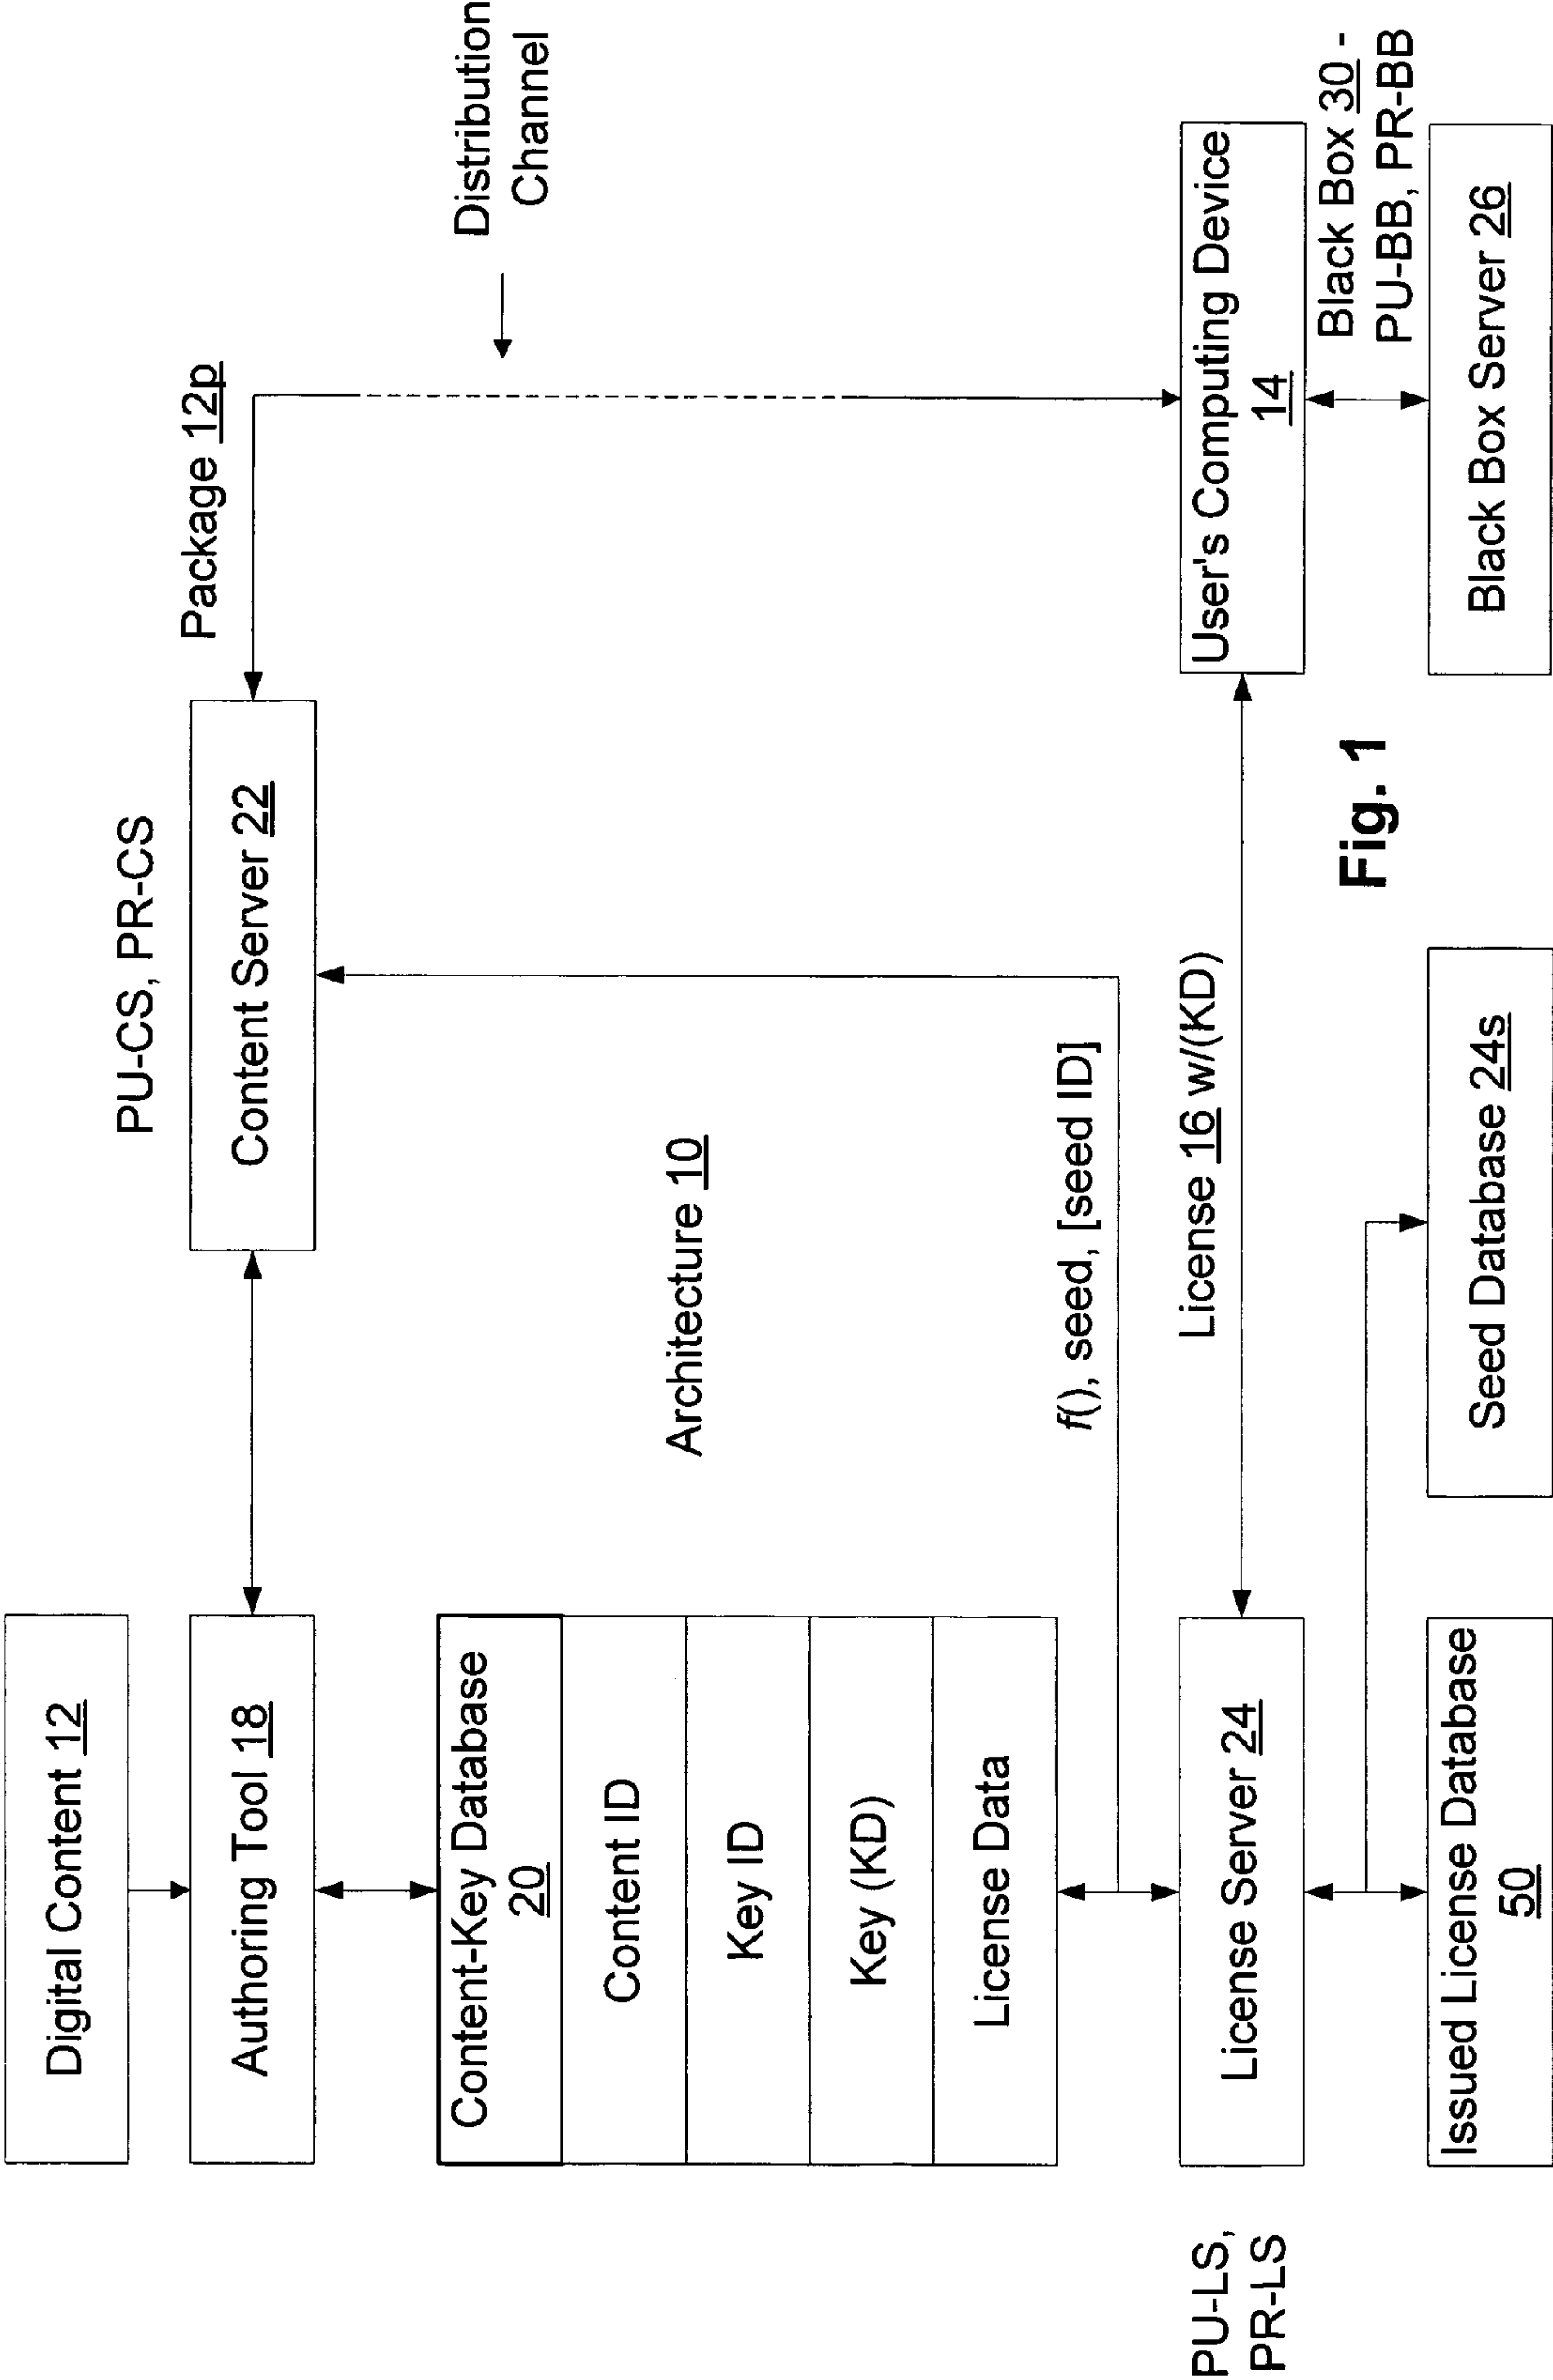 Digital Content 12
Authoring Tool 18
Content-Key Database
20
Content ID
Key ID
Key (KD)
License Data
PU-LS,
PR-LS
License Server 24
Issued License Database
50
Seed Database 24s
Architecture 10
f(), seed, [seed ID]
License 16 w/(KD)
PU-CS, PR-CS
Content Server 22
Package 12p
Distribution
Channel
User's Computing Device
14
Black Box 30 -
PU-BB, PR-BB
Black Box Server 26
Fig. 1